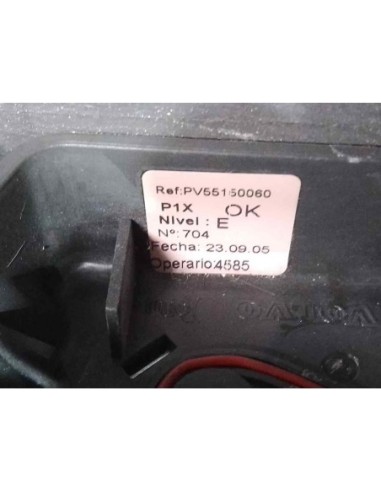 Ref:PV55150060
P1X OK
Nivel : E
Nº:704
Fecha: 23.09.05
Operario:4585